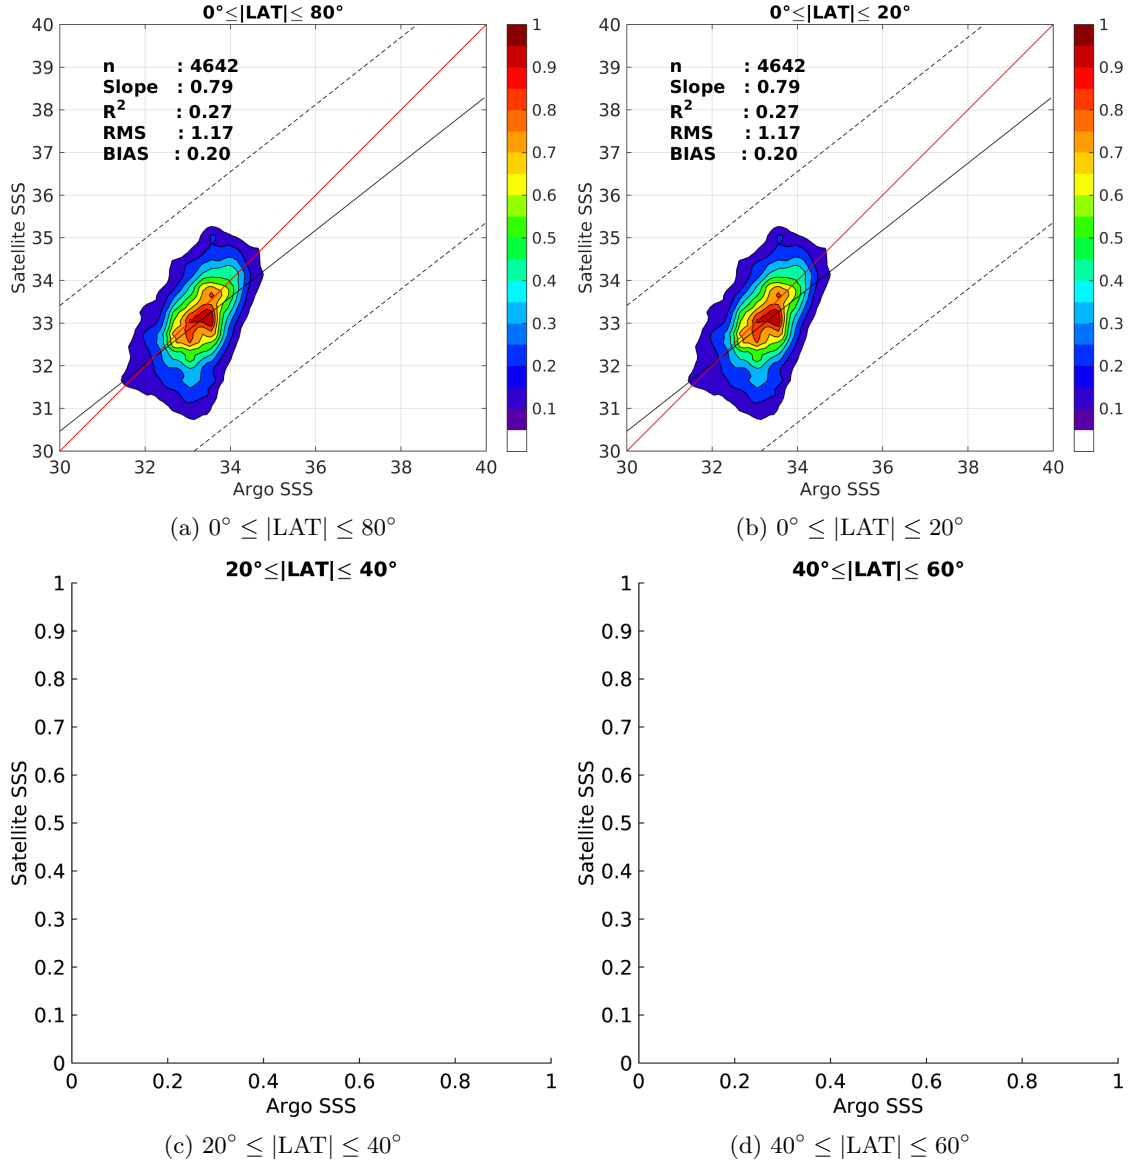 0°≤|LAT|≤ 80°
40
39
38
37
36
35
34
33
32
31
30
n : 4642
Slope : 0.79
R2 : 0.27
RMS : 1.17
BIAS : 0.20
Satellite SSS
30 32 34 36 38 40
Argo SSS
1
0.9
0.8
0.7
0.6
0.5
0.4
0.3
0.2
0.1
(a) 0° ≤ |LAT| ≤ 80°
0°≤|LAT|≤ 20°
40
39
38
37
36
35
34
33
32
31
30
n : 4642
Slope : 0.79
R2 : 0.27
RMS : 1.17
BIAS : 0.20
Satellite SSS
30 32 34 36 38 40
Argo SSS
1
0.9
0.8
0.7
0.6
0.5
0.4
0.3
0.2
0.1
(b) 0° ≤ |LAT| ≤ 20°
20°≤|LAT|≤ 40°
1
0.9
0.8
0.7
0.6
0.5
0.4
0.3
0.2
0.1
0
Satellite SSS
0 0.2 0.4 0.6 0.8 1
Argo SSS
(c) 20° ≤ |LAT| ≤ 40°
40°≤|LAT|≤ 60°
1
0.9
0.8
0.7
0.6
0.5
0.4
0.3
0.2
0.1
0
Satellite SSS
0 0.2 0.4 0.6 0.8 1
Argo SSS
(d) 40° ≤ |LAT| ≤ 60°